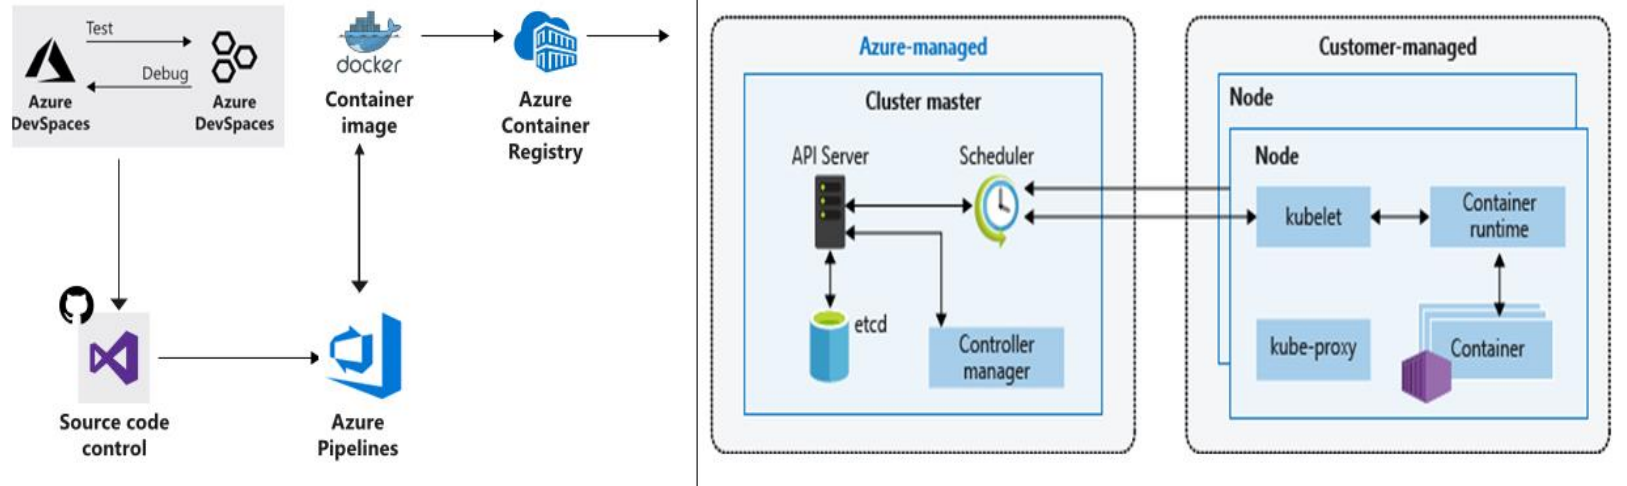 Test
Debug
Azure
DevSpaces
Azure
DevSpaces
docker
Container
image
Azure
Container
Registry
Source code
control
Azure
Pipelines
Azure-managed
Cluster master
API Server
Scheduler
etcd
Controller
manager
Customer-managed
Node
Node
kubelet
Container
runtime
kube-proxy
Container